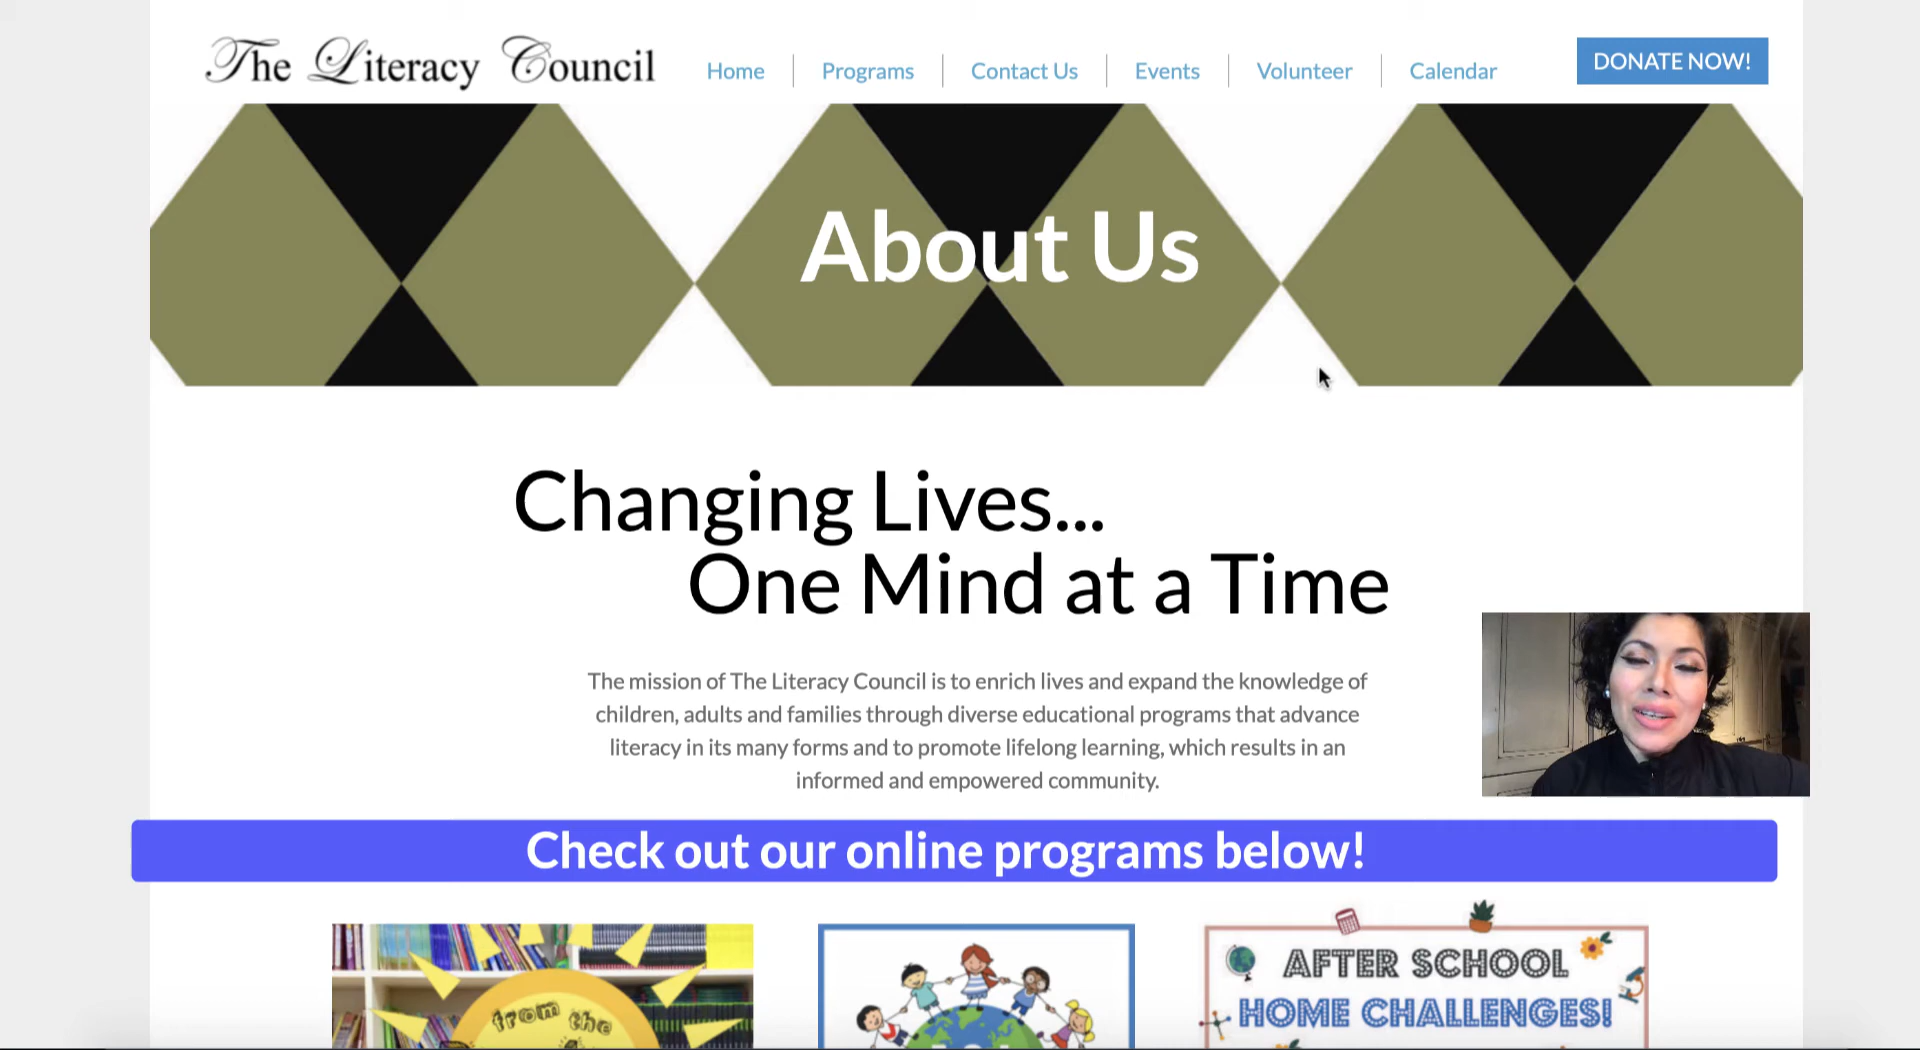 The Literacy Council
Home
Programs
Contact Us
Events
Volunteer
Calendar
DONATE NOW!
About Us
Changing Lives...
One Mind at a Time
The mission of The Literacy Council is to enrich lives and expand the knowledge of
children, adults and families through diverse educational programs that advance
literacy in its many forms and to promote lifelong learning, which results in an
informed and empowered community.
Check out our online programs below!
from the
AFTER SCHOOL
HOME CHALLENGES!